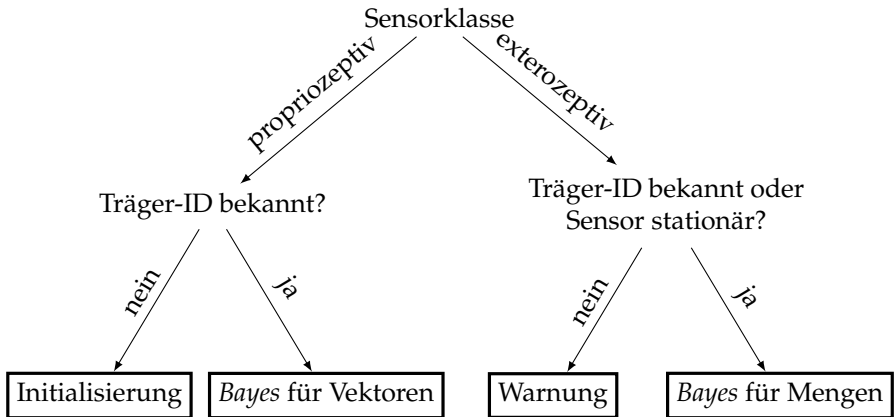 Sensorklasse
propriozeptiv
exterozeptiv
Träger-ID bekannt?
Träger-ID bekannt oder
Sensor stationär?
nein
ja
nein
ja
Initialisierung
Bayes für Vektoren
Warnung
Bayes für Mengen